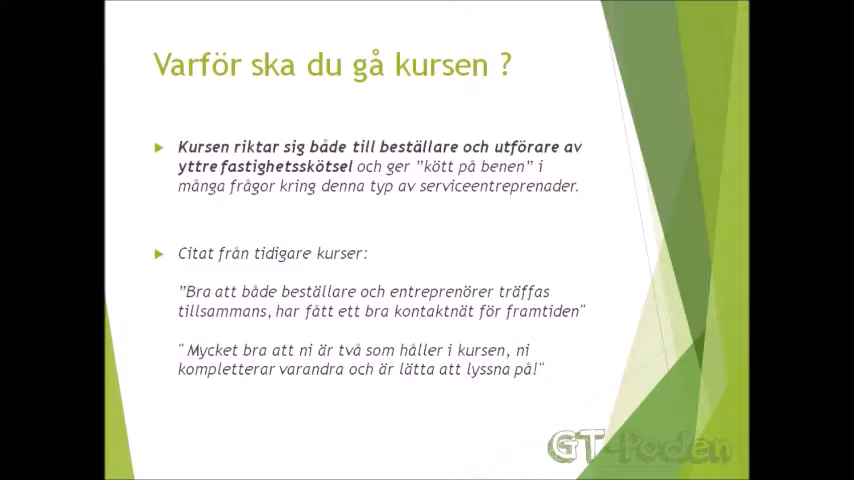 Varför ska du gå kursen ?
Kursen riktar sig både till beställare och utförare av
yttre fastighetsskötsel och ger ”kött på benen” i
många frågor kring denna typ av serviceentreprenader.
Citat från tidigare kurser:
”Bra att både beställare och entreprenörer träffas
tillsammans, har fått ett bra kontaktnät för framtiden"
" Mycket bra att ni är två som håller i kursen, ni
kompletterar varandra och är lätta att lyssna på!"
GT-Poden